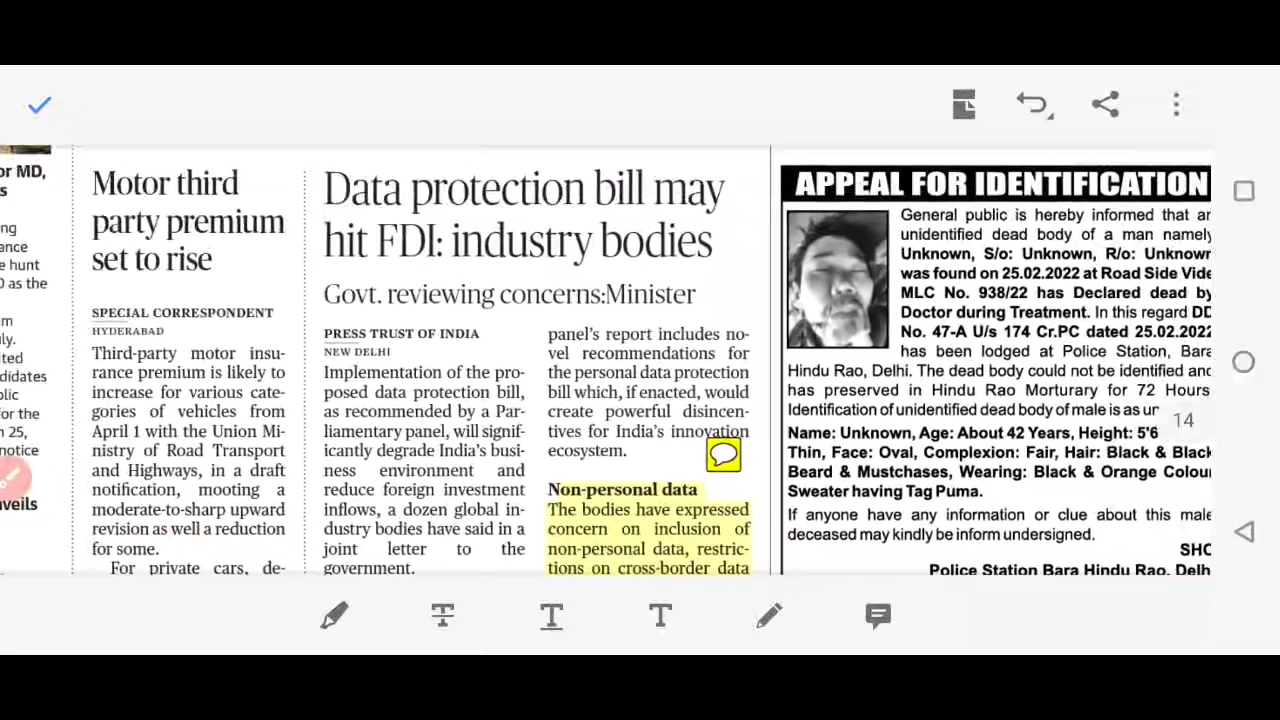 or MD,
s
ng
ance
e hunt
O as the
m
ly.
ited
didates
olic
or the
n 25,
notice
veils
Motor third
party premium
set to rise
SPECIAL CORRESPONDENT
HYDERABAD
Third-party motor insu-
rance premium is likely to
increase for various cate-
gories of vehicles from
April 1 with the Union Mi-
nistry of Road Transport
and Highways, in a draft
notification, mooting a
moderate-to-sharp upward
revision as well a reduction
for some.
For private cars, de-
Data protection bill may
hit FDI: industry bodies
Govt. reviewing concerns:Minister
PRESS TRUST OF INDIA
NEW DELHI
Implementation of the pro-
posed data protection bill,
as recommended by a Par-
liamentary panel, will signif-
icantly degrade India's busi-
ness environment and
reduce foreign investment
inflows, a dozen global in-
dustry bodies have said in a
joint letter to the
government.
panel's report includes no-
vel recommendations for
the personal data protection
bill which, if enacted, would
create powerful disincen-
tives for India's innovation
ecosystem.
Non-personal data
The bodies have expressed
concern on inclusion of
non-personal data, restric-
tions on cross-border data
APPEAL FOR IDENTIFICATION
General public is hereby informed that an
unidentified dead body of a man namely
Unknown, S/o: Unknown, R/o: Unknown
was found on 25.02.2022 at Road Side Vide
MLC No. 938/22 has Declared dead by
Doctor during Treatment. In this regard DD
No. 47-A U/s 174 Cr.PC dated 25.02.2022
has been lodged at Police Station, Bara
Hindu Rao, Delhi. The dead body could not be identified and
has preserved in Hindu Rao Morturary for 72 Hours
Identification of unidentified dead body of male is as un
14
Name: Unknown, Age: About 42 Years, Height: 5'6
Thin, Face: Oval, Complexion: Fair, Hair: Black & Black
Beard & Mustchases, Wearing: Black & Orange Colour
Sweater having Tag Puma.
If anyone have any information or clue about this male
deceased may kindly be inform undersigned.
SHO
Police Station Bara Hindu Rao, Delh